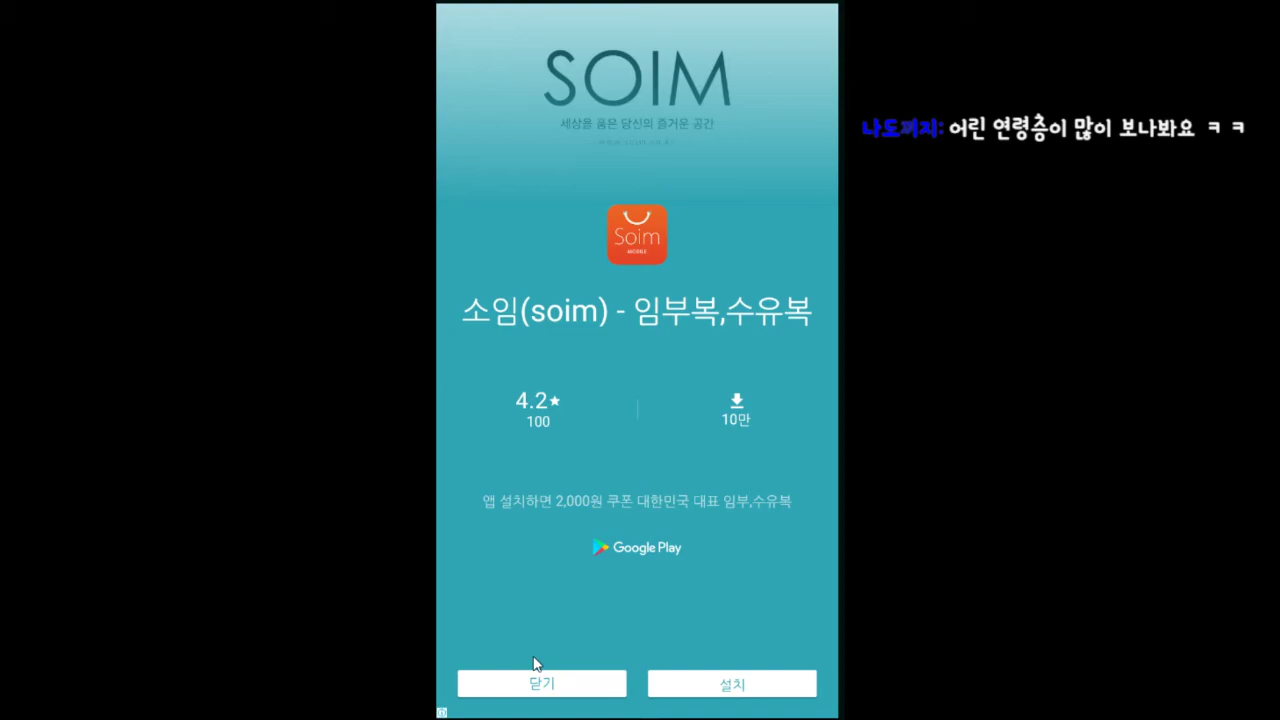 SOIM
세상을 품은 당신의 즐거운 공간
나도까지: 어린 연령층이 많이 보나봐요 ㅋ ㅋ
Soim
MOBILE
소임(soim) - 임부복,수유복
4.2★
100
10만
앱 설치하면 2,000원 쿠폰 대한민국 대표 임부,수유복
Google Play
닫기
설치